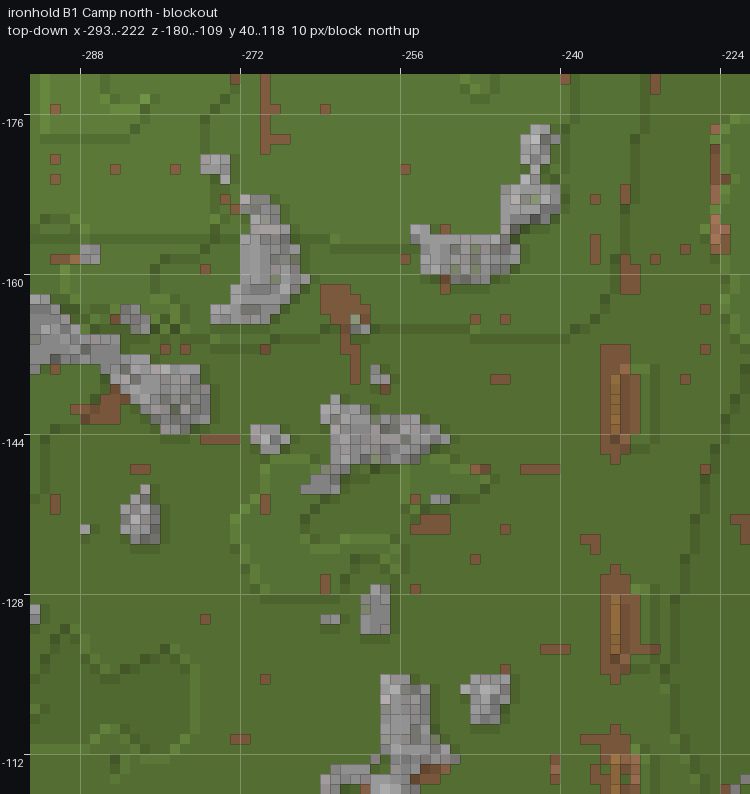 ironhold B1 Camp north - blockout
top-down  x -293..-222  z -180..-109  y 40..118  10 px/block  north up
-288 -272 -256 -240 -224
-176
-160
-144
-128
-112